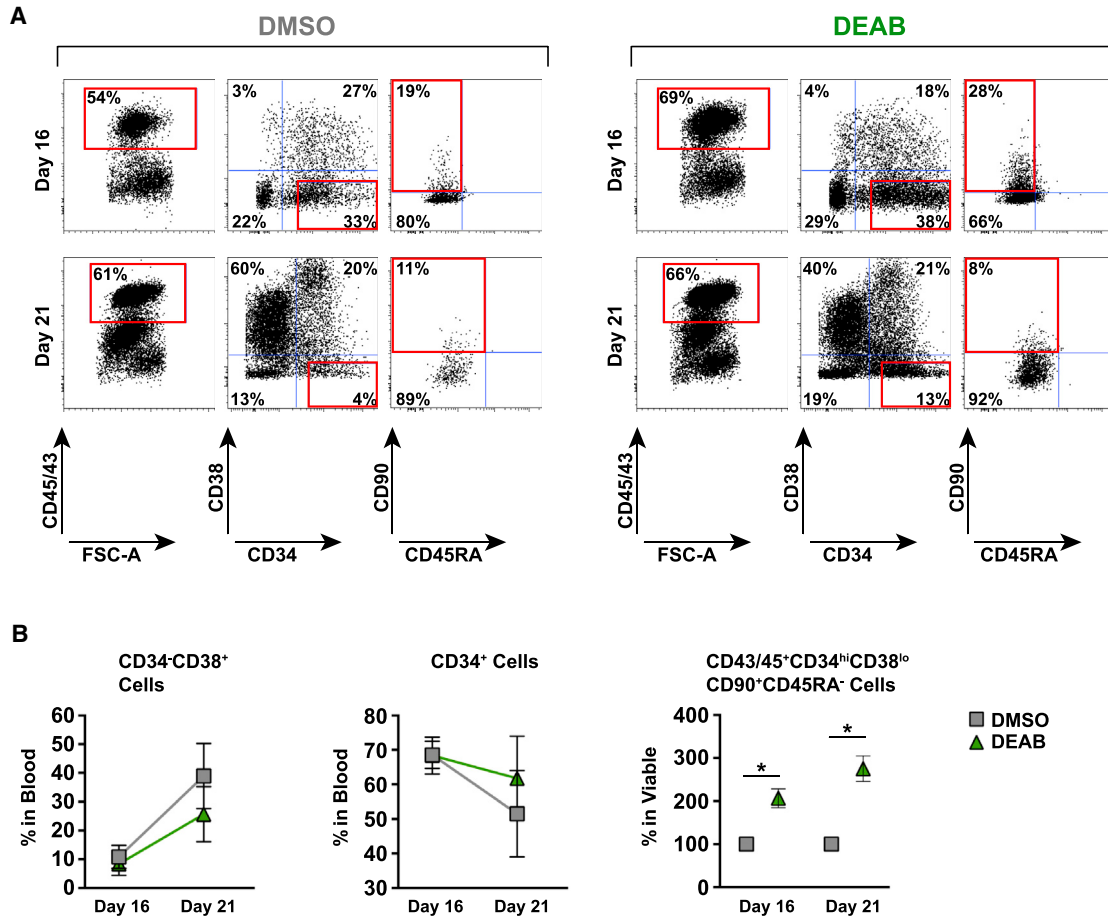 A
DMSO
DEAB
Day 16
54%
3% 27%
22% 33%
19%
80%
69%
4% 18%
29% 38%
28%
66%
Day 21
61%
60% 20%
13% 4%
11%
89%
66%
40% 21%
19% 13%
8%
92%
CD45/43
FSC-A
CD38
CD34
CD90
CD45RA
CD45/43
FSC-A
CD38
CD34
CD90
CD45RA
Day 16
Day 21
B
CD34-CD38+
Cells
% in Blood
60
50
40
30
20
10
0
Day 16 Day 21
CD34+ Cells
% in Blood
80
70
60
50
40
30
Day 16 Day 21
CD43/45+CD34hiCD38lo
CD90+CD45RA- Cells
% in Viable
400
300
200
100
0
* *
Day 16 Day 21
DMSO
DEAB